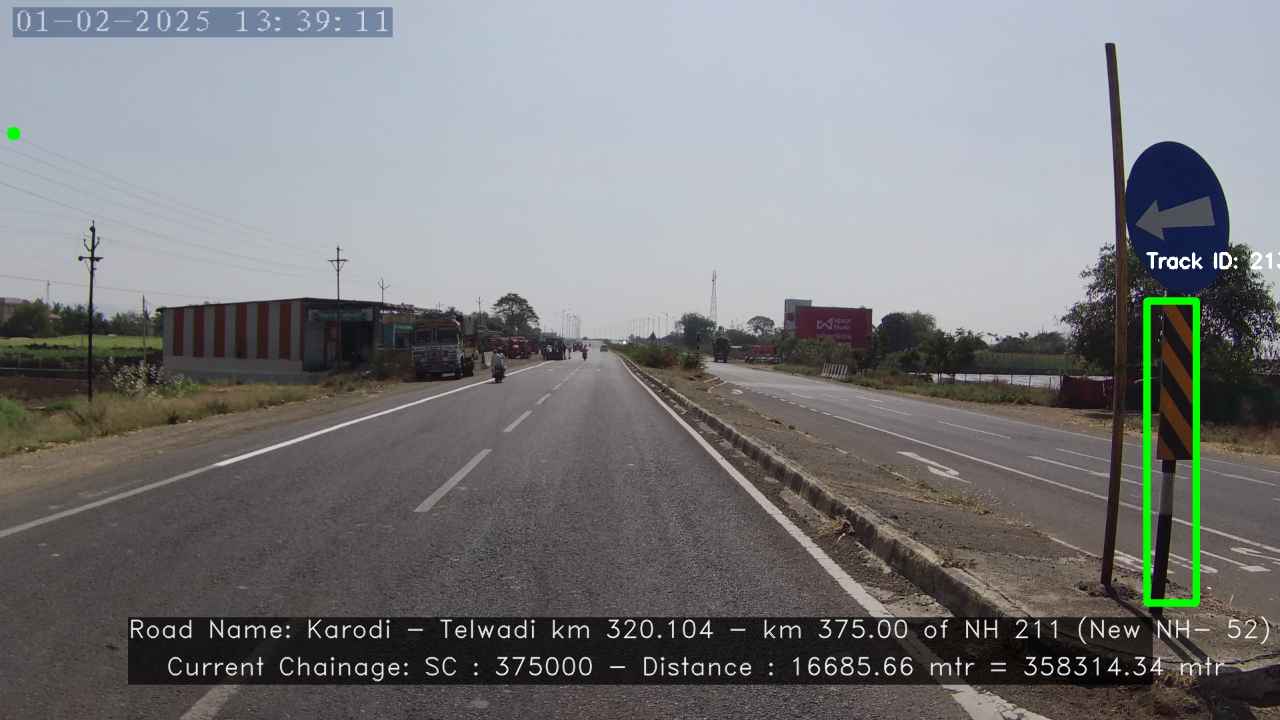 01-02-2025 13:39:11
Track ID: 213
Road Name: Karodi - Telwadi km 320.104 - km 375.00 of NH 211 (New NH- 52)
Current Chainage: SC : 375000 - Distance : 16685.66 mtr = 358314.34 mtr